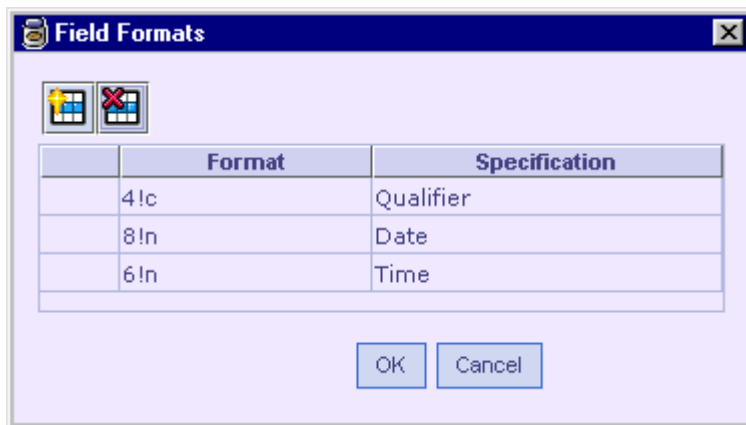 Field Formats
Format Specification
4!c Qualifier
8!n Date
6!n Time
OK Cancel